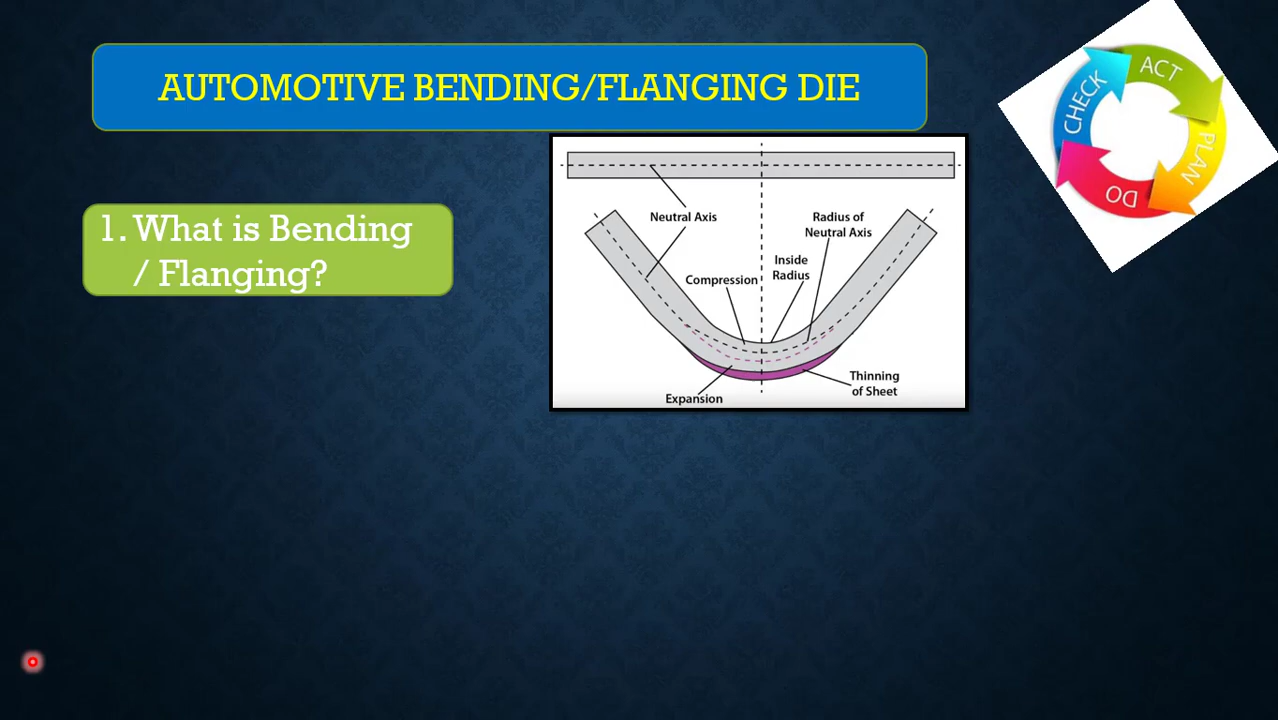 AUTOMOTIVE BENDING/FLANGING DIE
ACT
CHECK
PLAN
DO
1. What is Bending
/ Flanging?
Neutral Axis
Radius of
Neutral Axis
Inside
Radius
Compression
Thinning
of Sheet
Expansion